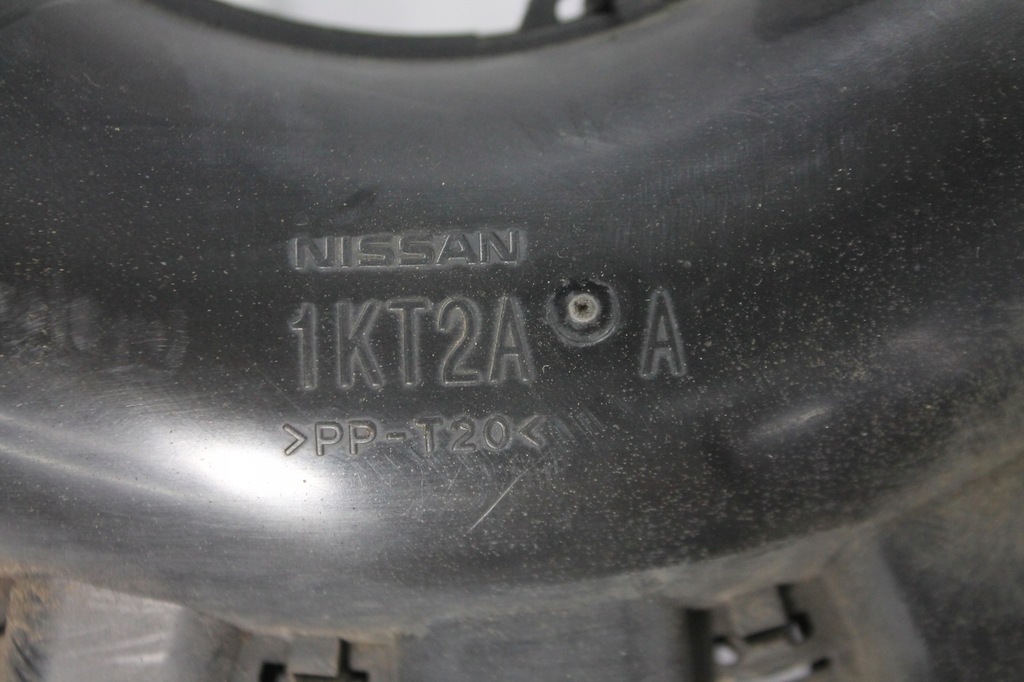 NISSAN
1KT2A A
>PP-T20<